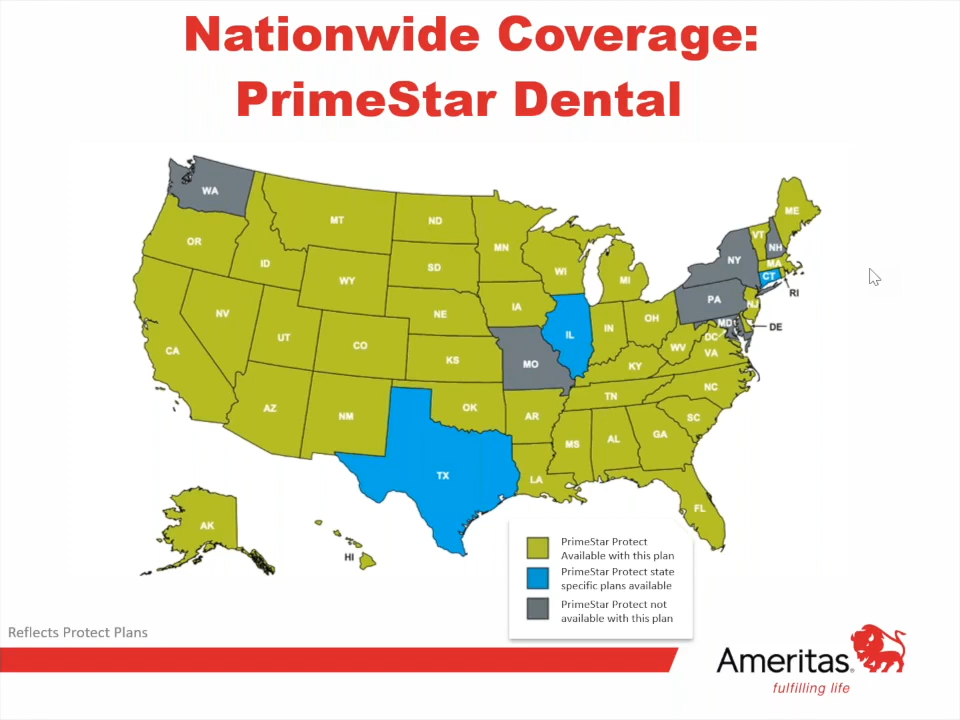 Nationwide Coverage:
PrimeStar Dental
WA
MT
ND
ME
OR
MN
VT
NH
ID
SD
WI
NY
MA
WY
MI
CT
RI
NV
NE
IA
PA
NJ
UT
CO
IL
IN
OH
MD
DE
DC
CA
KS
MO
WV
VA
KY
AZ
NM
OK
AR
TN
NC
SC
MS
AL
GA
TX
LA
FL
AK
HI
PrimeStar Protect
Available with this plan
PrimeStar Protect state
specific plans available
PrimeStar Protect not
available with this plan
Reflects Protect Plans
Ameritas®
fulfilling life